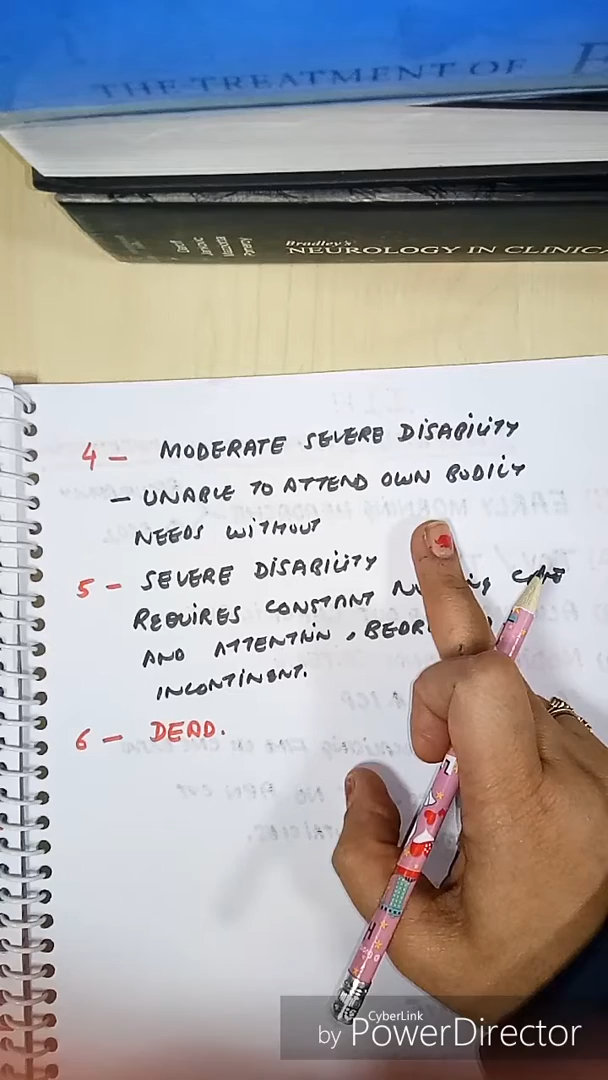 THE TREATMENT OF E
Bradley's
NEUROLOGY IN CLINICA
4 - MODERATE SEVERE DISABILITY
- UNABLE TO ATTEND OWN BODILY
NEEDS WITHOUT
5 - SEVERE DISABILITY
REQUIRES CONSTANT
AND ATTENTION, BEDR
INCONTINENT.
6 - DEAD.
CyberLink
by PowerDirector